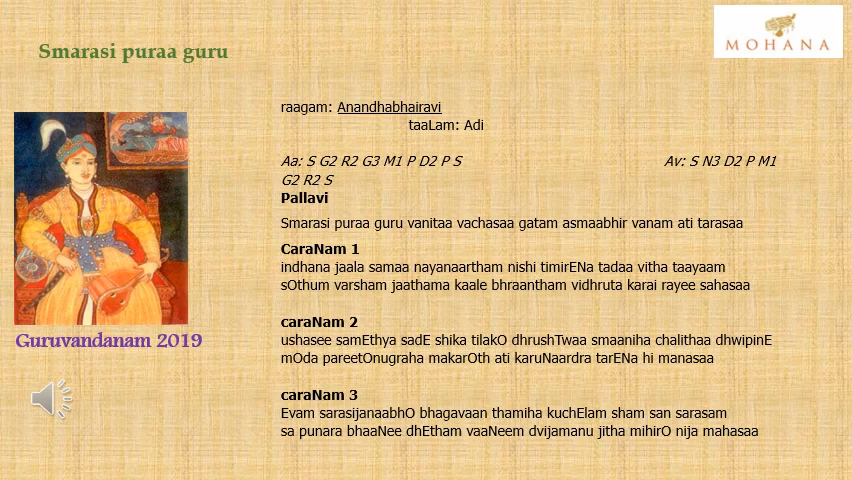 Smarasi puraa guru
MOHANA
raagam: Anandhabhairavi
taaLam: Adi
Aa: S G2 R2 G3 M1 P D2 P S Av: S N3 D2 P M1
G2 R2 S
Pallavi
Smarasi puraa guru vanitaa vachasaa gatam asmaabhir vanam ati tarasaa
CaraNam 1
indhana jaala samaa nayanaartham nishi timirENa tadaa vitha taayaam
sOthum varsham jaathama kaale bhraantham vidhruta karai rayee sahasaa
caraNam 2
ushasee samEthya sadE shika tilakO dhrushTwaa smaaniha chalithaa dhwipinE
mOda pareetOnugraha makarOth ati karuNaardra tarENa hi manasaa
caraNam 3
Evam sarasijanaabhO bhagavaan thamiha kuchElam sham san sarasam
sa punara bhaaNee dhEtham vaaNeem dvijamanu jitha mihirO nija mahasaa
Guruvandanam 2019